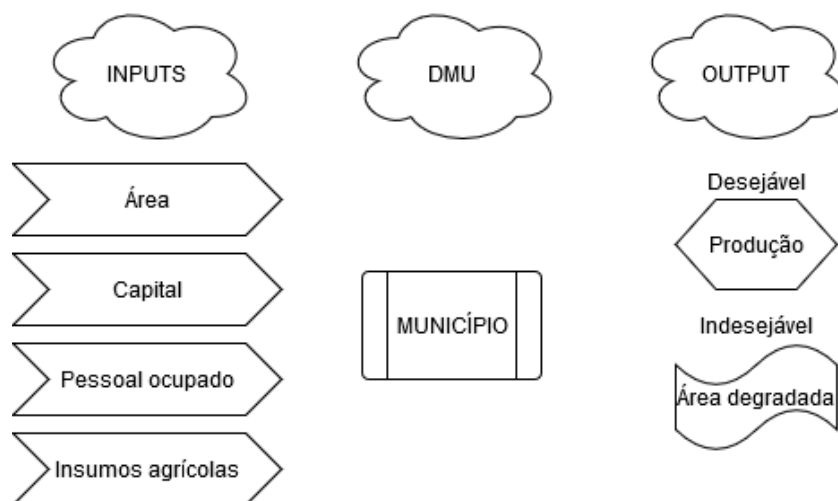 INPUTS
DMU
OUTPUT
Área
Capital
Pessoal ocupado
Insumos agrícolas
MUNICÍPIO
Desejável
Produção
Indesejável
Área degradada